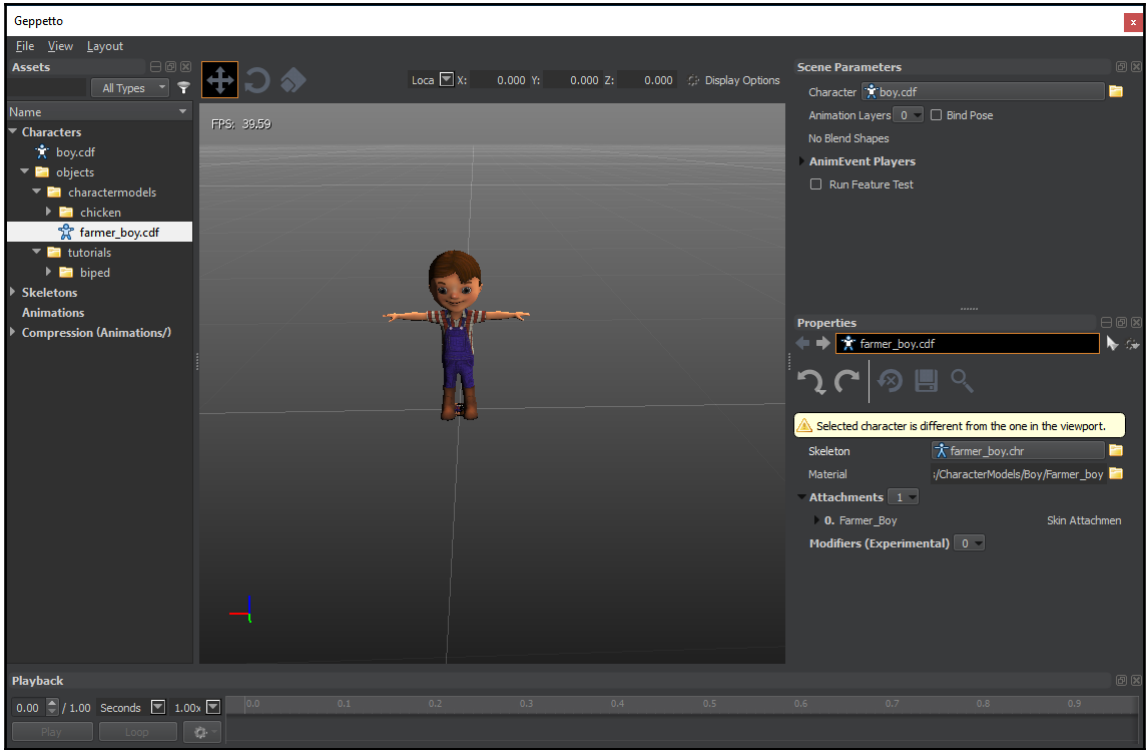 Geppetto
x
File View Layout
Assets
All Types
Name
Characters
boy.cdf
objects
charactermodels
chicken
farmer_boy.cdf
tutorials
biped
Skeletons
Animations
Compression (Animations/)
Loca X: 0.000 Y: 0.000 Z: 0.000 Display Options
FPS: 39.59
Scene Parameters
Character boy.cdf
Animation Layers 0 Bind Pose
No Blend Shapes
AnimEvent Players
Run Feature Test
Properties
farmer_boy.cdf
Selected character is different from the one in the viewport.
Skeleton farmer_boy.chr
Material :/CharacterModels/Boy/Farmer_boy
Attachments 1
0. Farmer_Boy Skin Attachmen
Modifiers (Experimental) 0
Playback
0.00 / 1.00 Seconds 1.00x 0.0 0.1 0.2 0.3 0.4 0.5 0.6 0.7 0.8 0.9
Play Loop